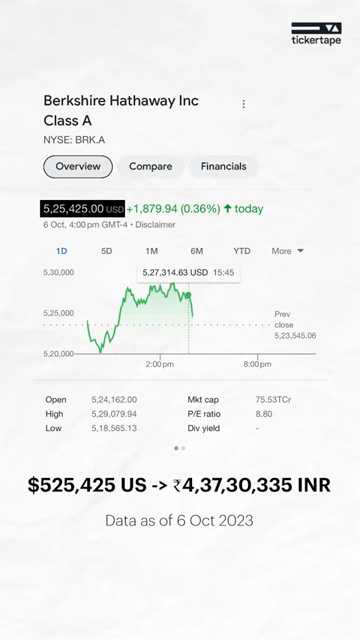 tickertape
Berkshire Hathaway Inc
Class A
NYSE: BRK.A
Overview
Compare
Financials
5,25,425.00 USD +1,879.94 (0.36%) ↑ today
6 Oct, 4:00 pm GMT-4 • Disclaimer
1D 5D 1M 6M YTD More
5,27,314.63 USD 15:45
5,30,000
5,25,000
5,20,000
Prev
close
5,23,545.06
2:00 pm 8:00 pm
Open 5,24,162.00 Mkt cap 75.53TCr
High 5,29,079.94 P/E ratio 8.80
Low 5,18,565.13 Div yield -
$525,425 US -> ₹4,37,30,335 INR
Data as of 6 Oct 2023